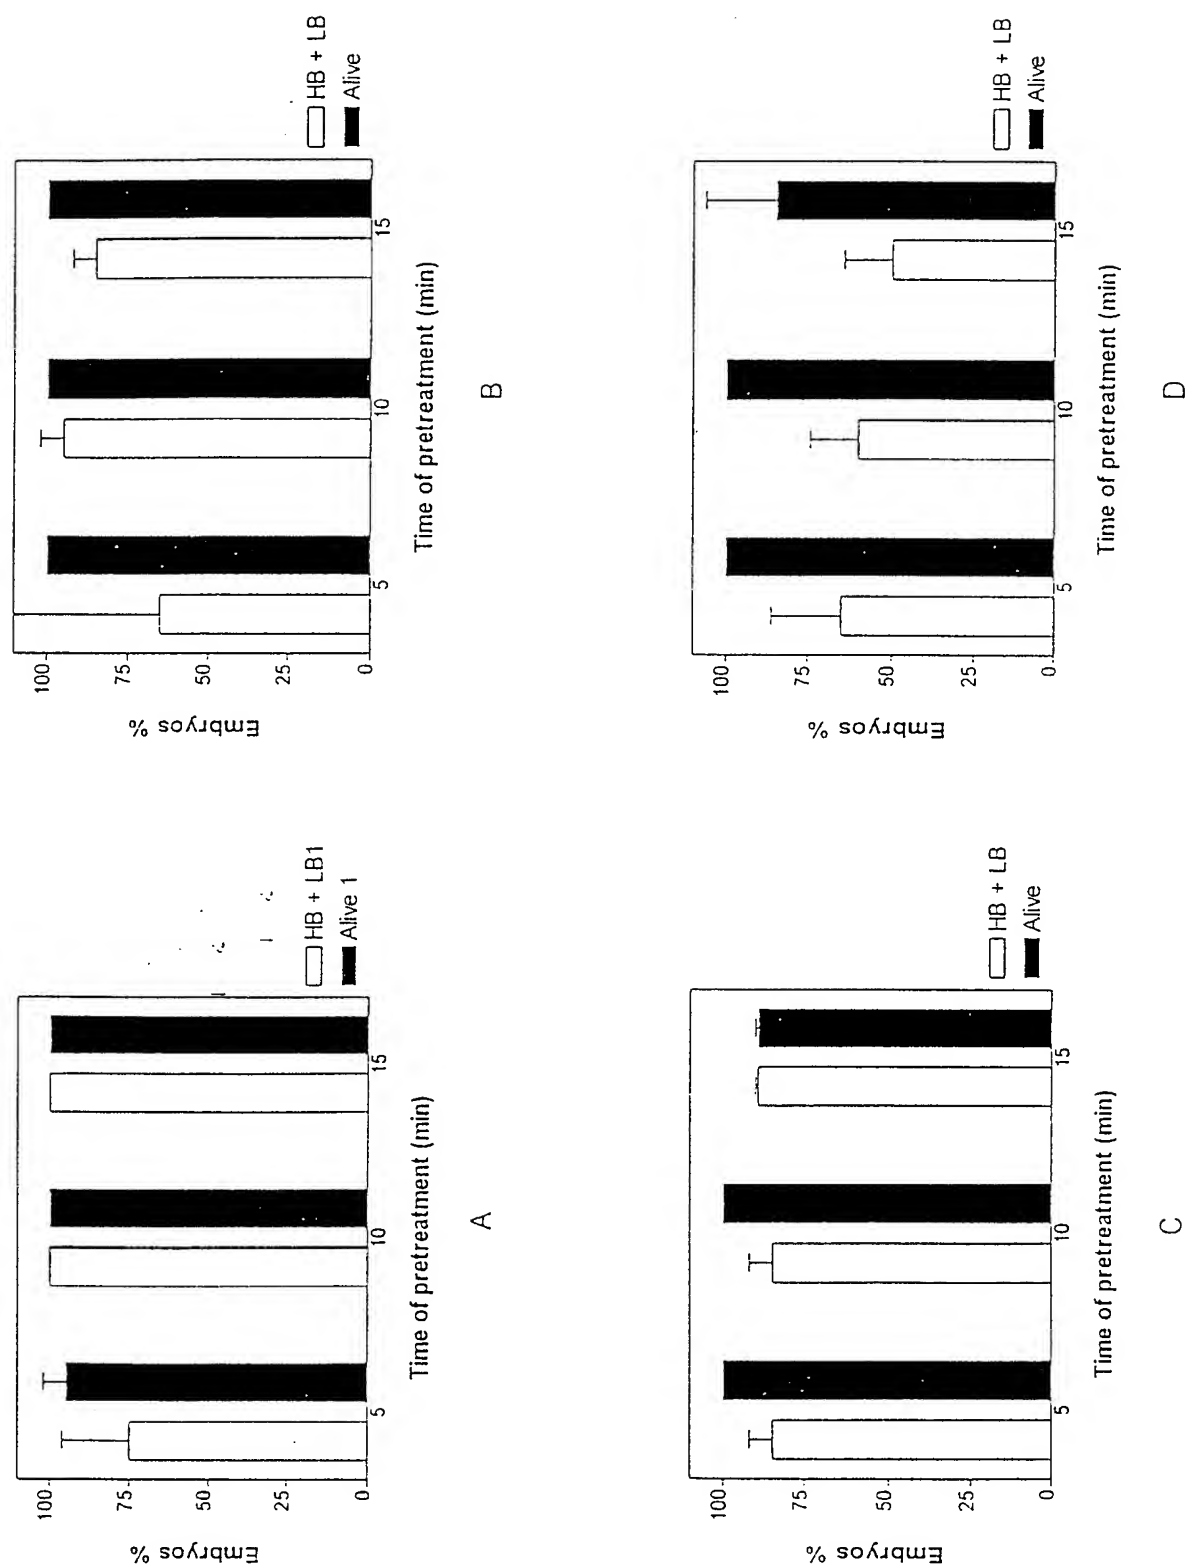 Embryos %
100
75
50
25
0
5
10
15
Time of pretreatment (min)
HB + LB1
Alive 1
A
Embryos %
100
75
50
25
0
5
10
15
Time of pretreatment (min)
HB + LB
Alive
B
Embryos %
100
75
50
25
0
5
10
15
Time of pretreatment (min)
HB + LB
Alive
C
Embryos %
100
75
50
25
0
5
10
15
Time of pretreatment (min)
HB + LB
Alive
D